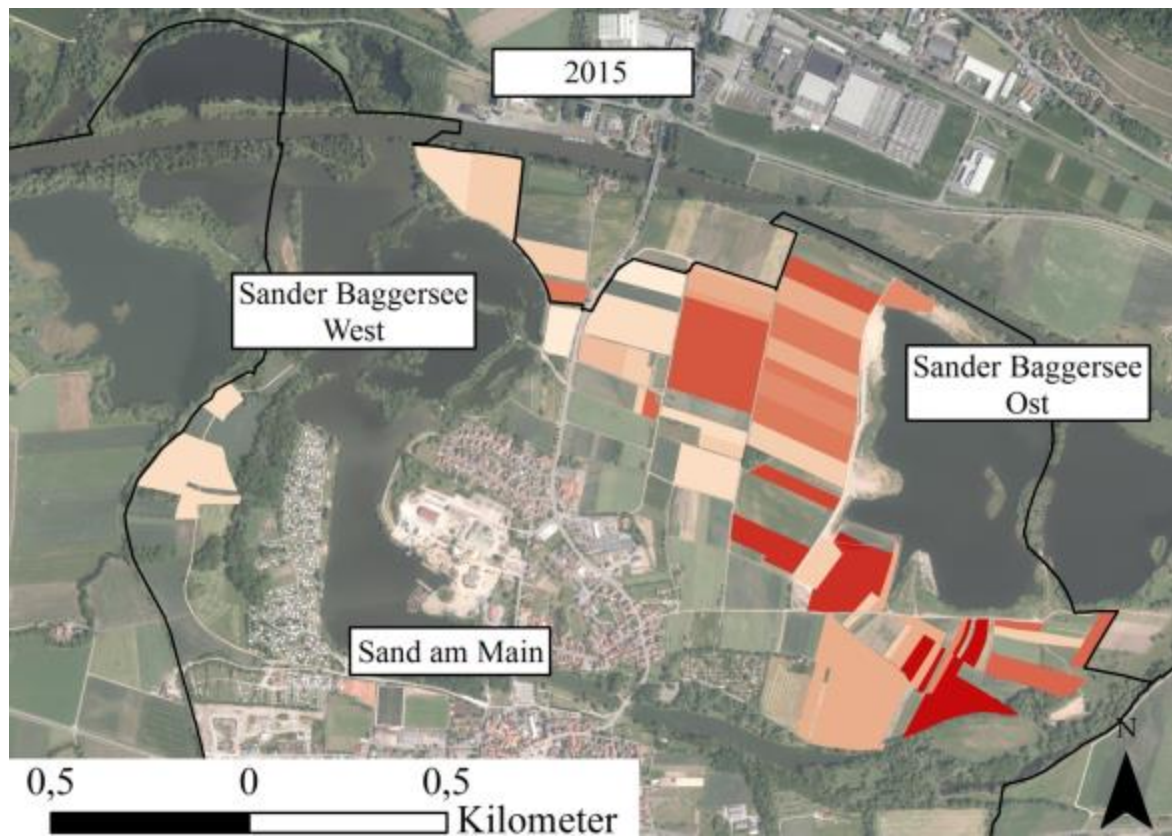 2015
Sander Baggersee
West
Sander Baggersee
Ost
Sand am Main
N
0,5 0 0,5
Kilometer